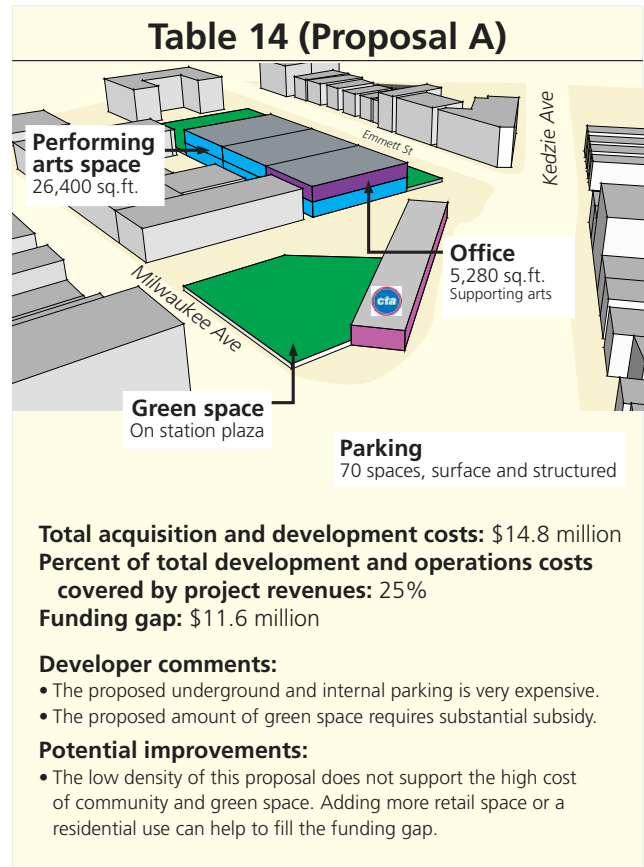 Table 14 (Proposal A)
Performing
arts space
26,400 sq.ft.
Emmett St
Kedzie Ave
Office
5,280 sq.ft.
Supporting arts
cta
Milwaukee Ave
Green space
On station plaza
Parking
70 spaces, surface and structured
Total acquisition and development costs: $14.8 million
Percent of total development and operations costs
covered by project revenues: 25%
Funding gap: $11.6 million
Developer comments:
• The proposed underground and internal parking is very expensive.
• The proposed amount of green space requires substantial subsidy.
Potential improvements:
• The low density of this proposal does not support the high cost
of community and green space. Adding more retail space or a
residential use can help to fill the funding gap.